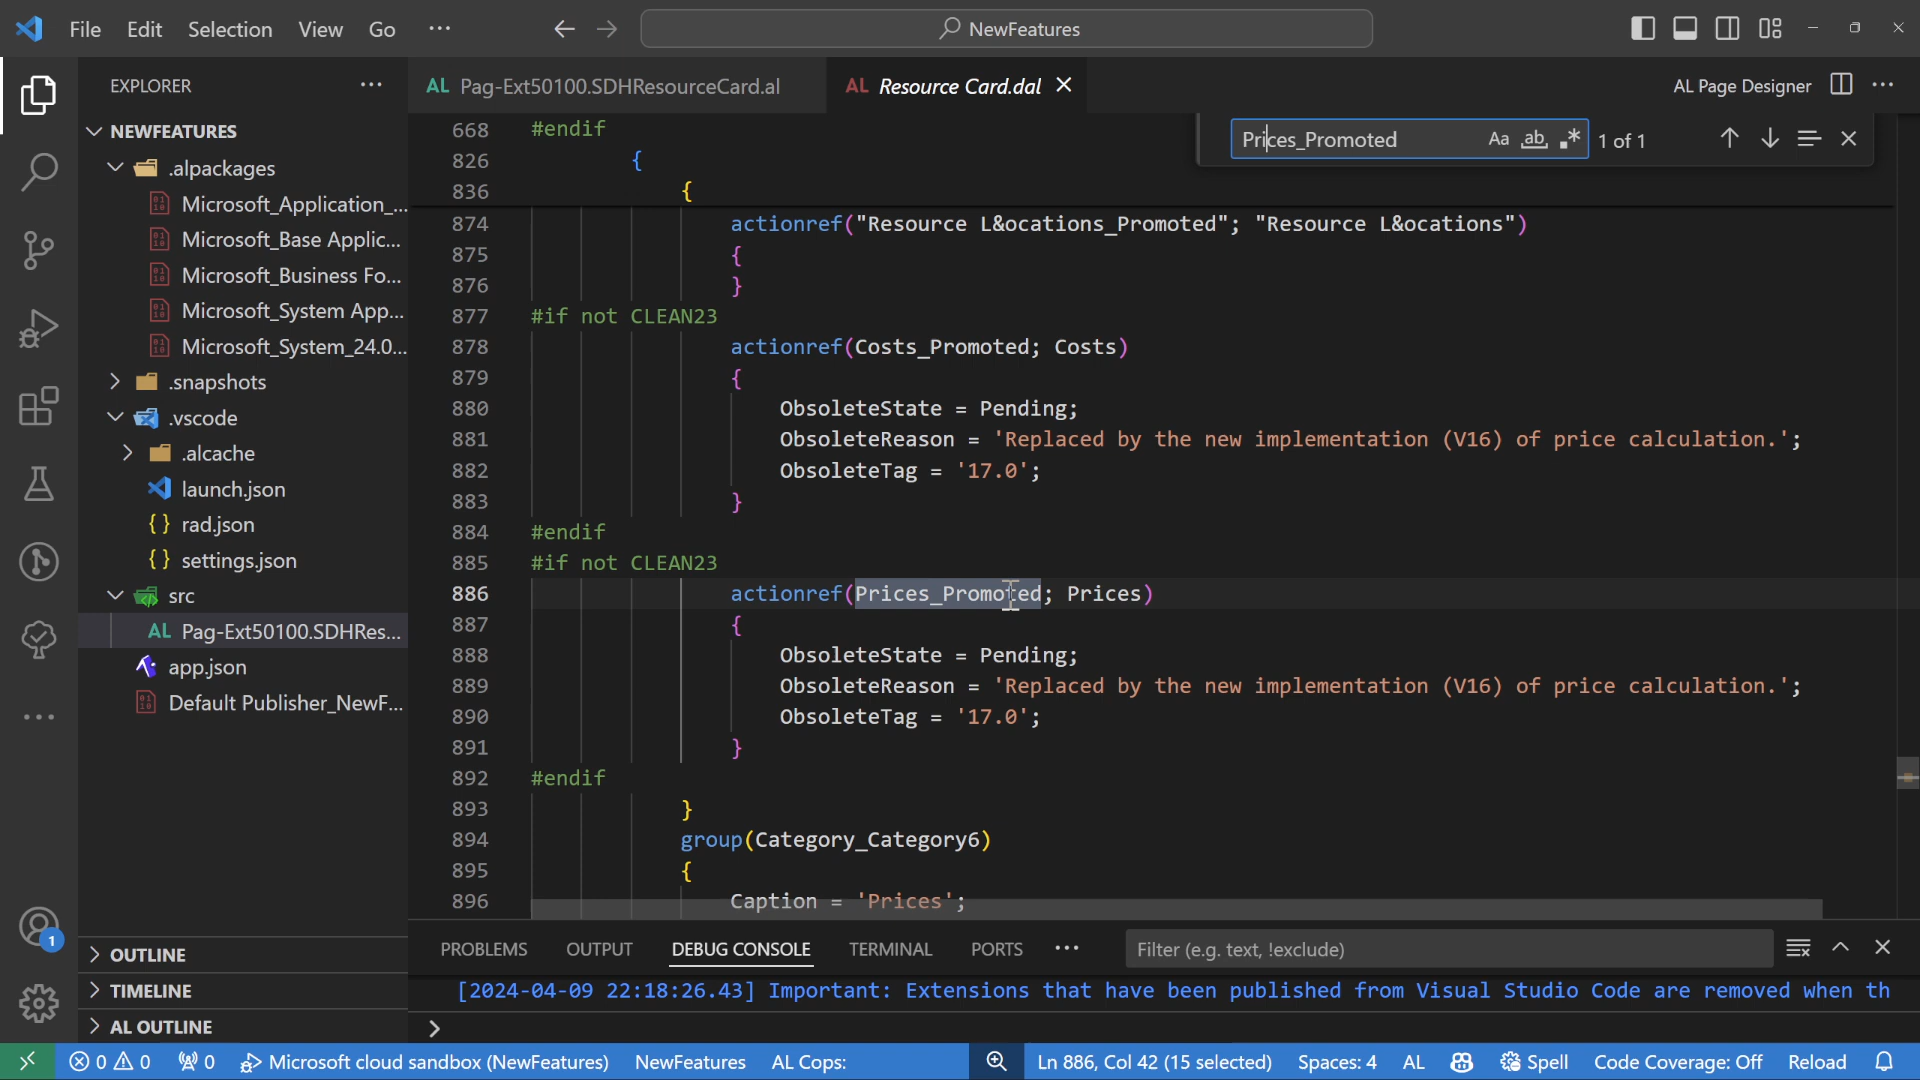 File Edit Selection View Go ··· NewFeatures
EXPLORER ···
NEWFEATURES
.alpackages
Microsoft_Application_...
Microsoft_Base Applic...
Microsoft_Business Fo...
Microsoft_System App...
Microsoft_System_24.0...
.snapshots
.vscode
.alcache
launch.json
rad.json
settings.json
src
AL Pag-Ext50100.SDHRes...
app.json
Default Publisher_NewF...
OUTLINE
TIMELINE
AL OUTLINE
AL Pag-Ext50100.SDHResourceCard.al AL Resource Card.dal AL Page Designer ···
Prices_Promoted Aa ab .* 1 of 1
668 #endif
826 {
836 {
874 actionref("Resource L&ocations_Promoted"; "Resource L&ocations")
875 {
876 }
877 #if not CLEAN23
878 actionref(Costs_Promoted; Costs)
879 {
880 ObsoleteState = Pending;
881 ObsoleteReason = 'Replaced by the new implementation (V16) of price calculation.';
882 ObsoleteTag = '17.0';
883 }
884 #endif
885 #if not CLEAN23
886 actionref(Prices_Promoted; Prices)
887 {
888 ObsoleteState = Pending;
889 ObsoleteReason = 'Replaced by the new implementation (V16) of price calculation.';
890 ObsoleteTag = '17.0';
891 }
892 #endif
893 }
894 group(Category_Category6)
895 {
896 Caption = 'Prices';
PROBLEMS OUTPUT DEBUG CONSOLE TERMINAL PORTS ··· Filter (e.g. text, !exclude)
[2024-04-09 22:18:26.43] Important: Extensions that have been published from Visual Studio Code are removed when th
1
0 0 0 Microsoft cloud sandbox (NewFeatures) NewFeatures AL Cops: Ln 886, Col 42 (15 selected) Spaces: 4 AL Spell Code Coverage: Off Reload